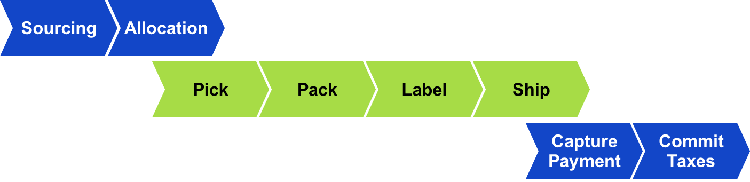 Sourcing
Allocation
Pick
Pack
Label
Ship
Capture
Payment
Commit
Taxes